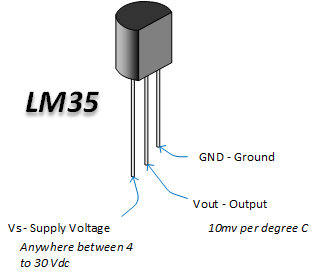 LM35
GND - Ground
Vout - Output
10mv per degree C
Vs - Supply Voltage
Anywhere between 4
to 30 Vdc